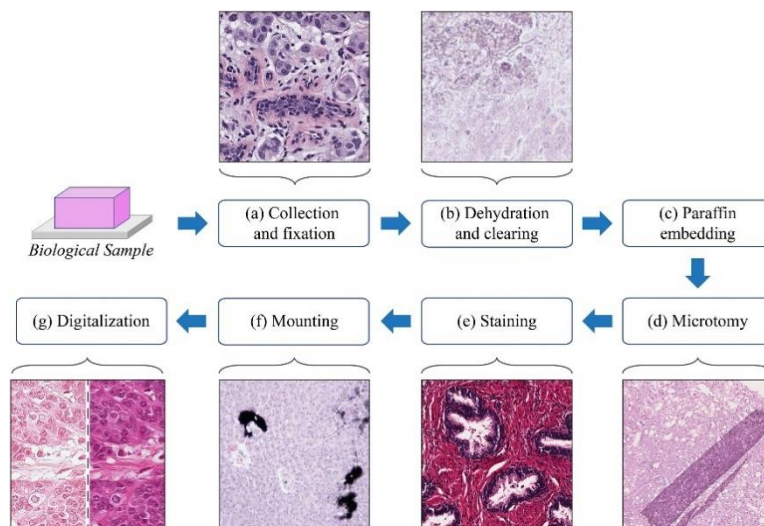 Biological Sample
(a) Collection
and fixation
(b) Dehydration
and clearing
(c) Paraffin
embedding
(d) Microtomy
(e) Staining
(f) Mounting
(g) Digitalization